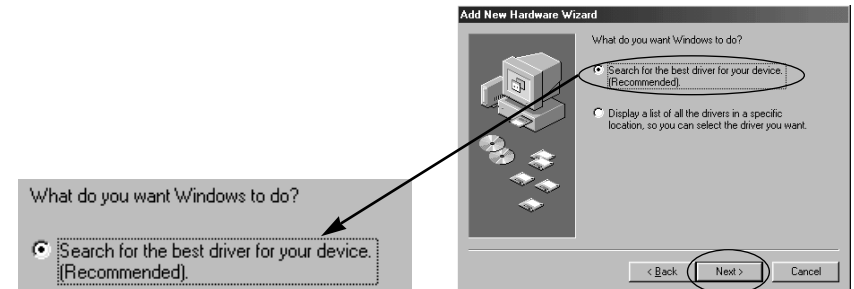 Add New Hardware Wizard
What do you want Windows to do?
Search for the best driver for your device.
(Recommended).
Display a list of all the drivers in a specific
location, so you can select the driver you want.
< Back
Next >
Cancel
What do you want Windows to do?
Search for the best driver for your device.
(Recommended).